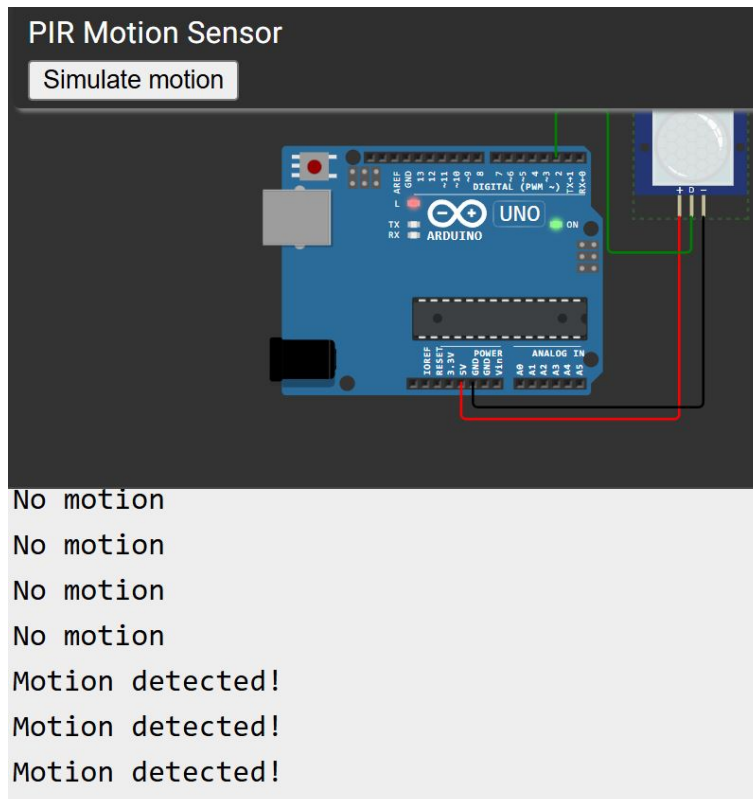 PIR Motion Sensor
Simulate motion
AREF
GND
13
12
~11
~10
~9
8
7
~6
~5
4
~3
2
TX→1
RX←0
DIGITAL (PWM ~)
L
TX
RX
UNO
ARDUINO
ON
+
D
-
IOREF
RESET
3.3V
5V
GND
GND
Vin
POWER
ANALOG IN
A0
A1
A2
A3
A4
A5
No motion
No motion
No motion
No motion
Motion detected!
Motion detected!
Motion detected!